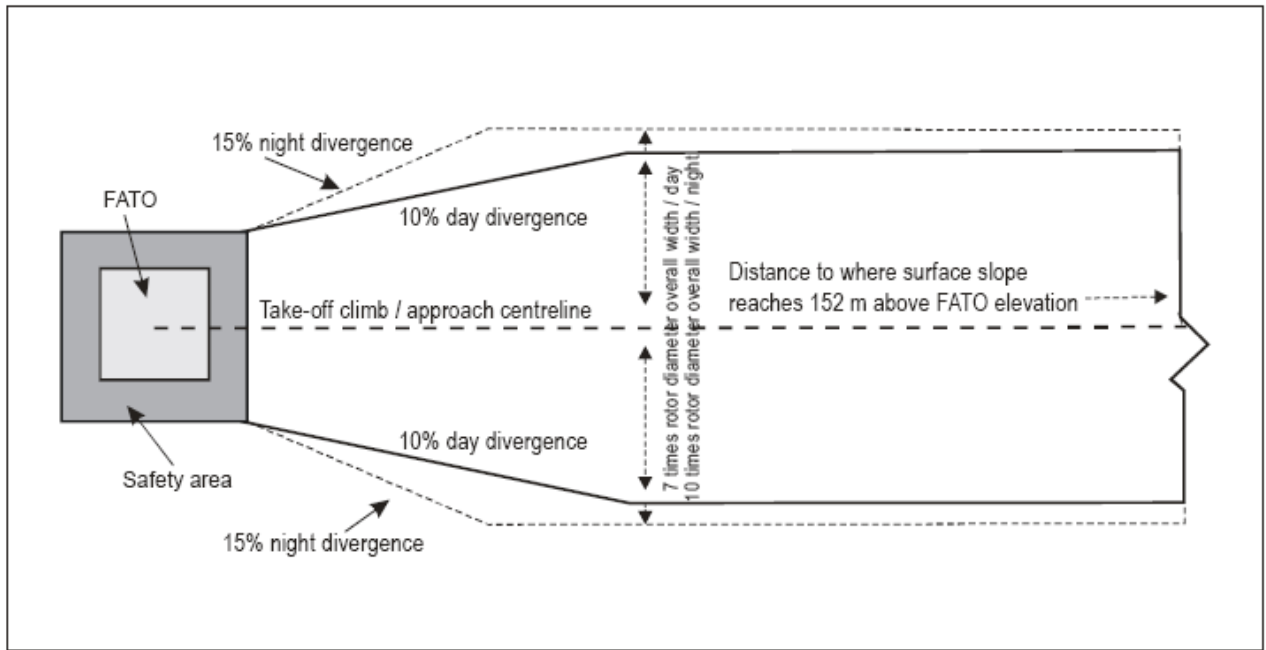 15% night divergence
FATO
10% day divergence
Take-off climb / approach centreline
7 times rotor diameter overall width / day
10 times rotor diameter overall width / night
Distance to where surface slope
reaches 152 m above FATO elevation
10% day divergence
Safety area
15% night divergence